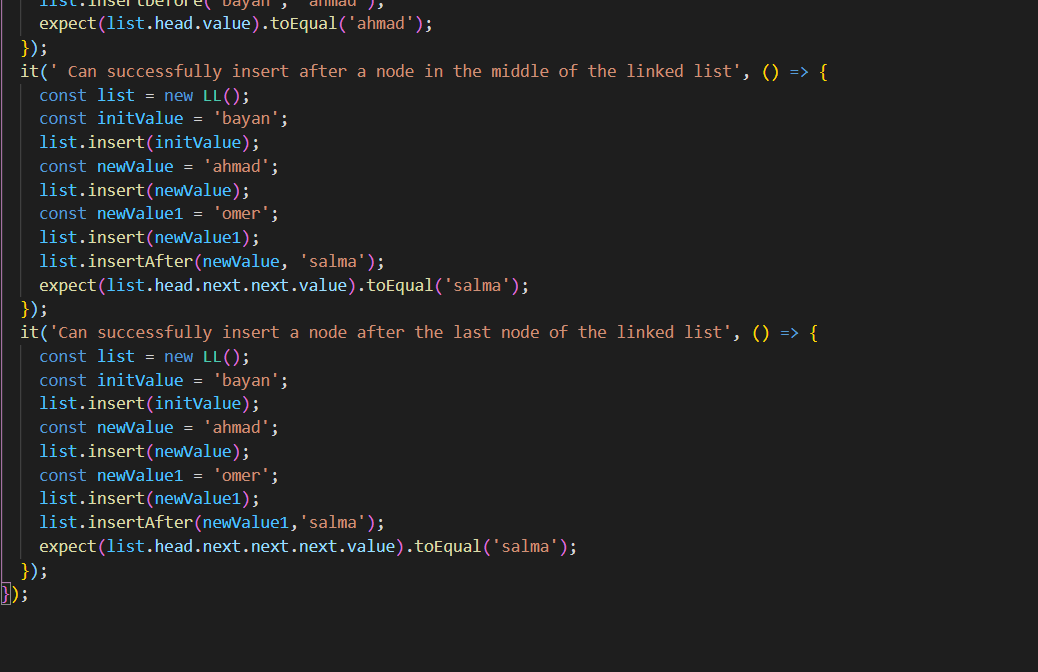 list.insertBefore('bayan', 'ahmad');
expect(list.head.value).toEqual('ahmad');
});
it(' Can successfully insert after a node in the middle of the linked list', () => {
const list = new LL();
const initValue = 'bayan';
list.insert(initValue);
const newValue = 'ahmad';
list.insert(newValue);
const newValue1 = 'omer';
list.insert(newValue1);
list.insertAfter(newValue, 'salma');
expect(list.head.next.next.value).toEqual('salma');
});
it('Can successfully insert a node after the last node of the linked list', () => {
const list = new LL();
const initValue = 'bayan';
list.insert(initValue);
const newValue = 'ahmad';
list.insert(newValue);
const newValue1 = 'omer';
list.insert(newValue1);
list.insertAfter(newValue1,'salma');
expect(list.head.next.next.next.value).toEqual('salma');
});
});